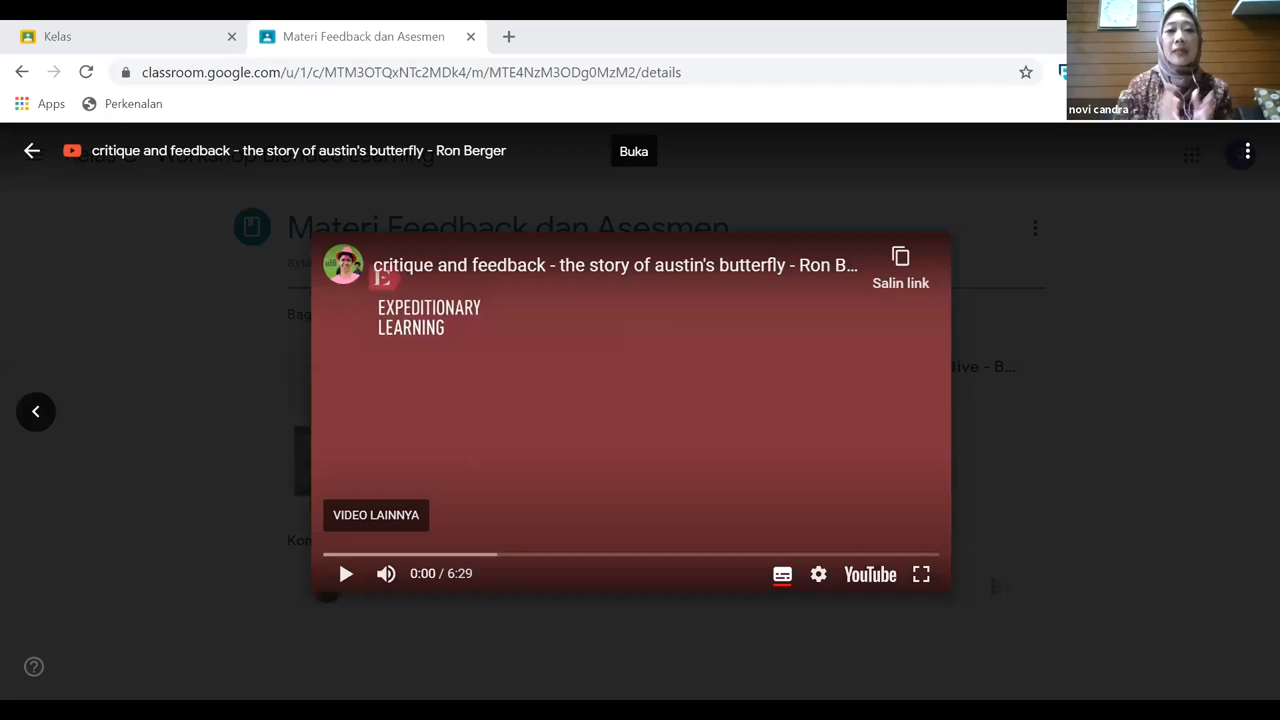 Kelas
Materi Feedback dan Asesmen
classroom.google.com/u/1/c/MTM3OTQxNTc2MDk4/m/MTE4NzM3ODg0MzM2/details
Apps
Perkenalan
novi candra
critique and feedback - the story of austin's butterfly - Ron Berger
Buka
Materi Feedback dan Asesmen
critique and feedback - the story of austin's butterfly - Ron B...
Salin link
EXPEDITIONARY
LEARNING
live - B...
VIDEO LAINNYA
0:00 / 6:29
YouTube